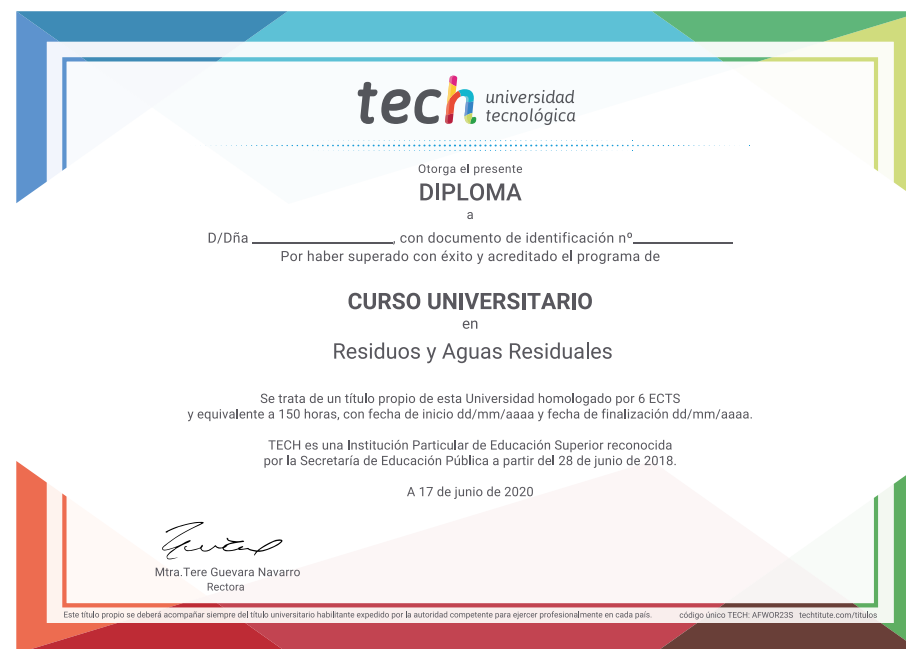 tech universidad
tecnológica
Otorga el presente
DIPLOMA
a
D/Dña ____________________, con documento de identificación nº______________
Por haber superado con éxito y acreditado el programa de
CURSO UNIVERSITARIO
en
Residuos y Aguas Residuales
Se trata de un título propio de esta Universidad homologado por 6 ECTS
y equivalente a 150 horas, con fecha de inicio dd/mm/aaaa y fecha de finalización dd/mm/aaaa.
TECH es una Institución Particular de Educación Superior reconocida
por la Secretaría de Educación Pública a partir del 28 de junio de 2018.
A 17 de junio de 2020
Mtra.Tere Guevara Navarro
Rectora
Este título propio se deberá acompañar siempre del título universitario habilitante expedido por la autoridad competente para ejercer profesionalmente en cada país. código único TECH: AFWOR23S techtitute.com/titulos